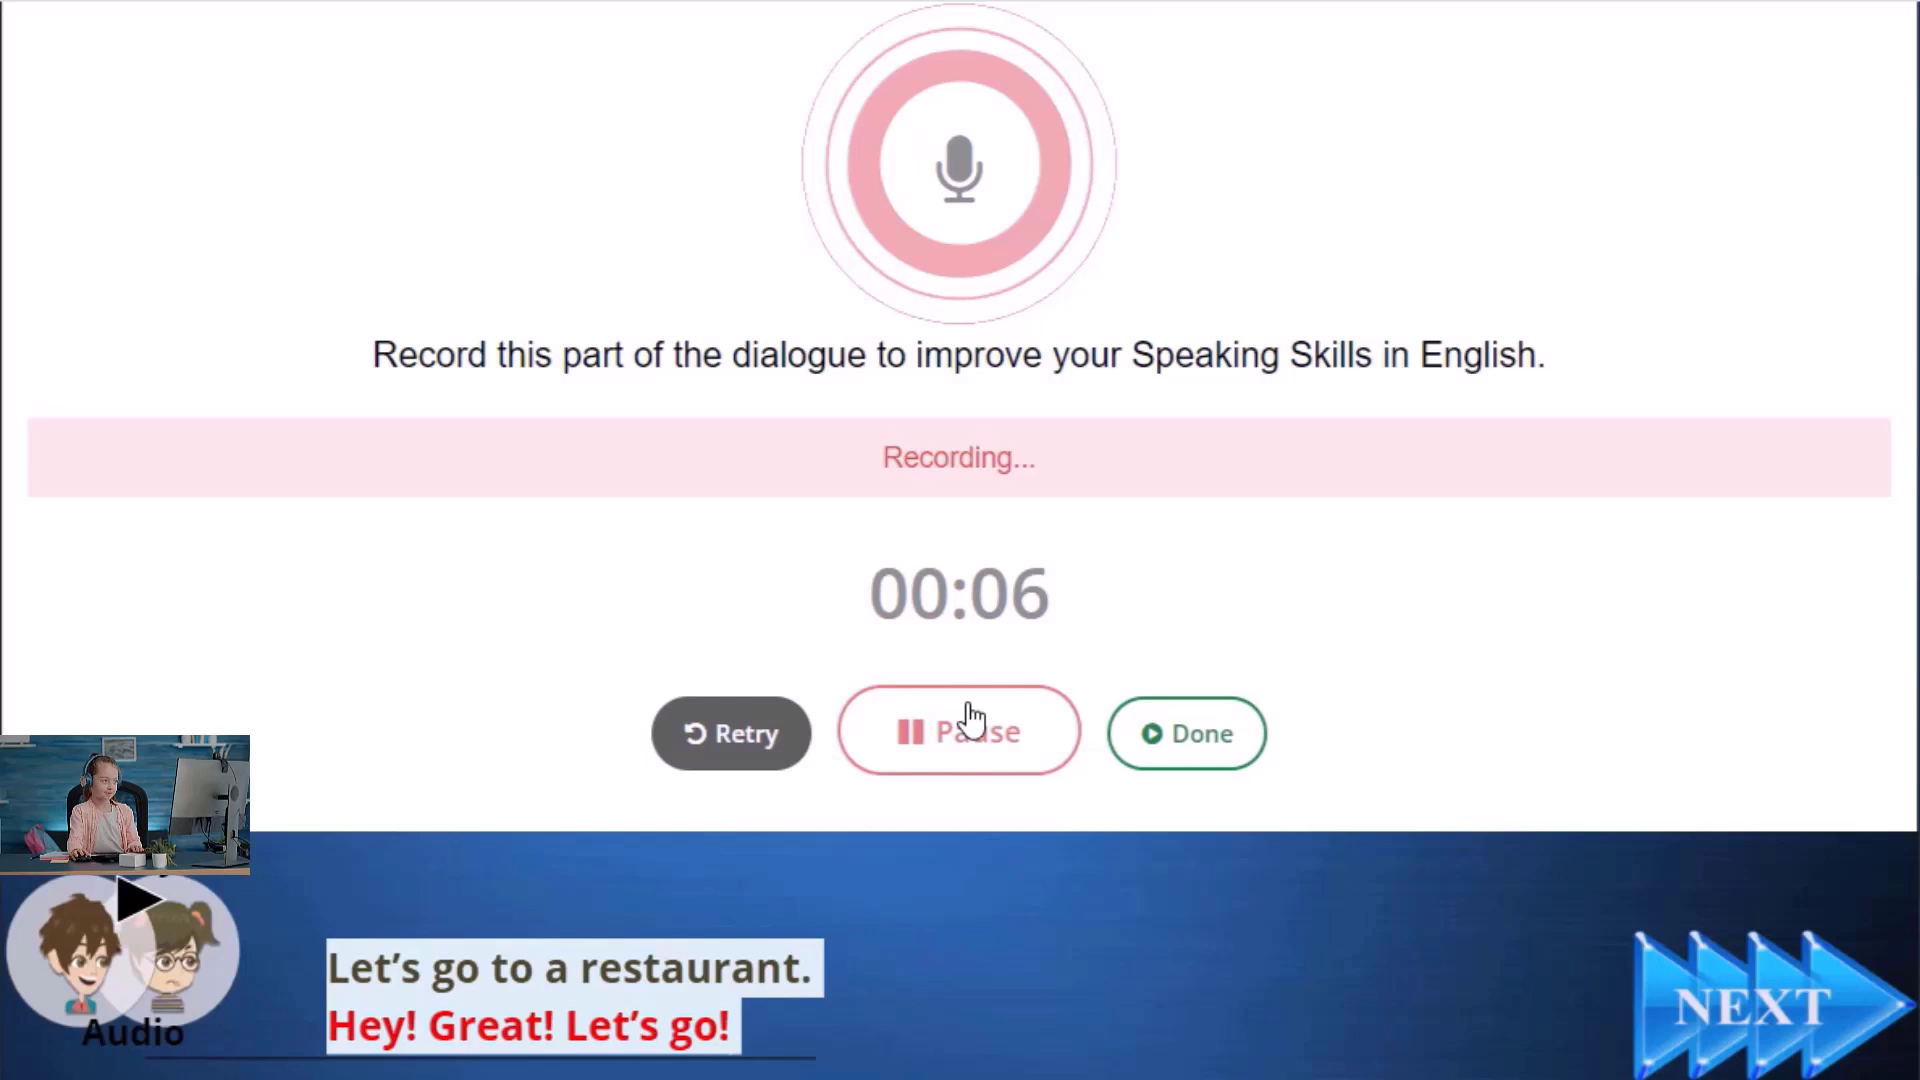 Record this part of the dialogue to improve your Speaking Skills in English.
Recording...
00:06
Retry
Pause
Done
Let’s go to a restaurant.
Hey! Great! Let’s go!
Audio
NEXT